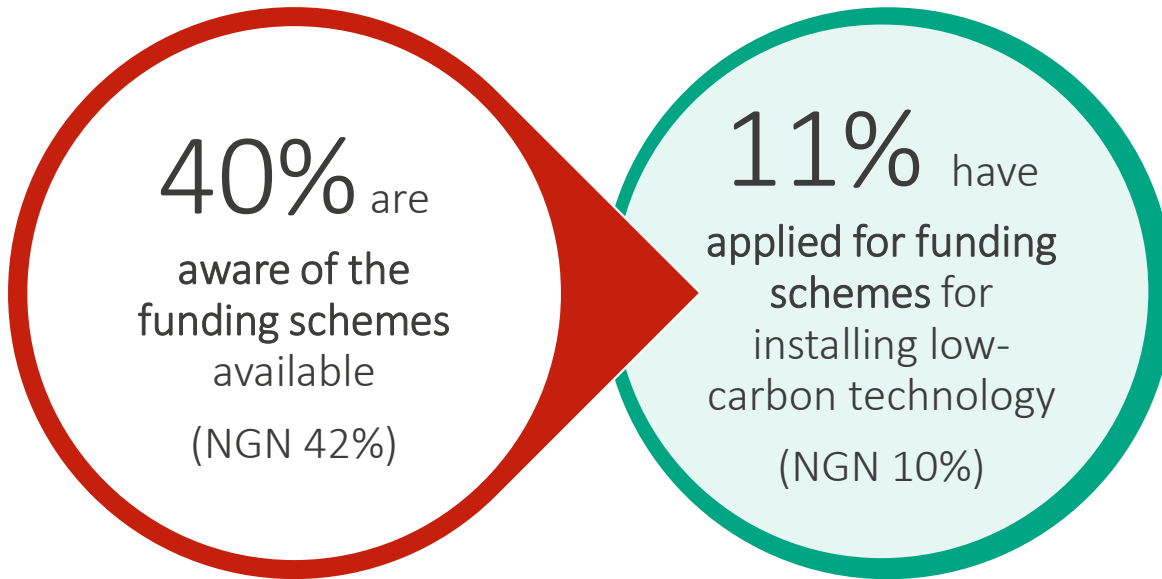 40% are
aware of the
funding schemes
available
(NGN 42%)
11% have
applied for funding
schemes for
installing low-
carbon technology
(NGN 10%)